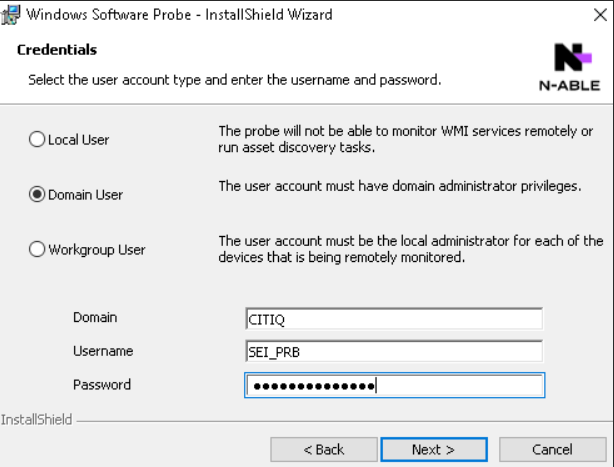 Windows Software Probe - InstallShield Wizard
Credentials
Select the user account type and enter the username and password.
N-ABLE
Local User
The probe will not be able to monitor WMI services remotely or
run asset discovery tasks.
Domain User
The user account must have domain administrator privileges.
Workgroup User
The user account must be the local administrator for each of the
devices that is being remotely monitored.
Domain
CITIQ
Username
SEI_PRB
Password
●●●●●●●●●●●●●●
InstallShield
< Back
Next >
Cancel